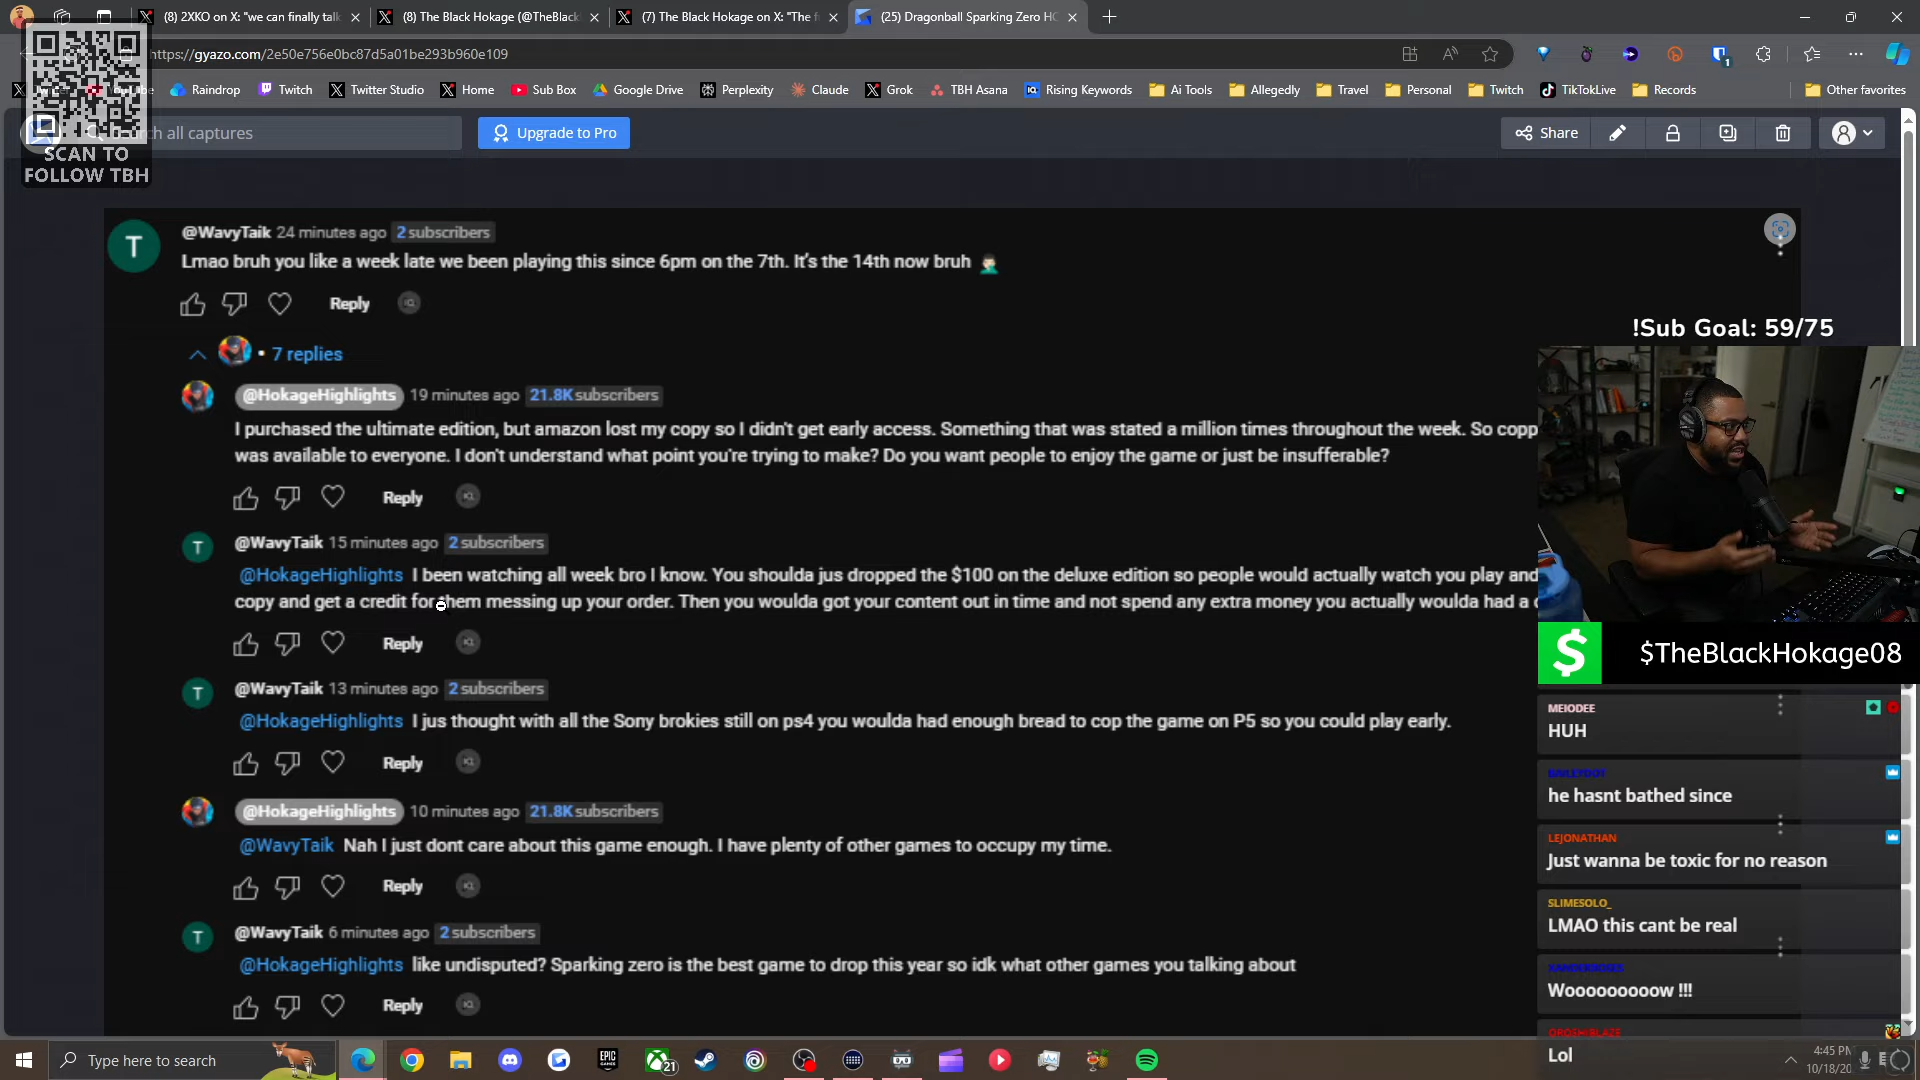 (8) 2XKO on X: "we can finally talk
(8) The Black Hokage (@TheBlack
(7) The Black Hokage on X: "The f
(25) Dragonball Sparking Zero HO
https://gyazo.com/2e50e756e0bc87d5a01be293b960e109
Raindrop
Twitch
Twitter Studio
Home
Sub Box
Google Drive
Perplexity
Claude
Grok
TBH Asana
Rising Keywords
Ai Tools
Allegedly
Travel
Personal
Twitch
TikTokLive
Records
Other favorites
search all captures
Upgrade to Pro
Share
SCAN TO
FOLLOW TBH
@WavyTaik 24 minutes ago 2 subscribers
Lmao bruh you like a week late we been playing this since 6pm on the 7th. It's the 14th now bruh 🤦🏻‍♂️
Reply
• 7 replies
@HokageHighlights 19 minutes ago 21.8K subscribers
I purchased the ultimate edition, but amazon lost my copy so I didn't get early access. Something that was stated a million times throughout the week. So copp
was available to everyone. I don't understand what point you're trying to make? Do you want people to enjoy the game or just be insufferable?
Reply
@WavyTaik 15 minutes ago 2 subscribers
@HokageHighlights I been watching all week bro I know. You shoulda jus dropped the $100 on the deluxe edition so people would actually watch you play and
copy and get a credit for them messing up your order. Then you woulda got your content out in time and not spend any extra money you actually woulda had a
Reply
@WavyTaik 13 minutes ago 2 subscribers
@HokageHighlights I jus thought with all the Sony brokies still on ps4 you woulda had enough bread to cop the game on P5 so you could play early.
Reply
@HokageHighlights 10 minutes ago 21.8K subscribers
@WavyTaik Nah I just dont care about this game enough. I have plenty of other games to occupy my time.
Reply
@WavyTaik 6 minutes ago 2 subscribers
@HokageHighlights like undisputed? Sparking zero is the best game to drop this year so idk what other games you talking about
Reply
!Sub Goal: 59/75
$TheBlackHokage08
MEIODEE
HUH
he hasnt bathed since
LEJONATHAN
Just wanna be toxic for no reason
SLIMESOLO_
LMAO this cant be real
Wooooooooow !!!
Lol
Type here to search
EPIC GAMES
21
4:45 PM
10/18/20